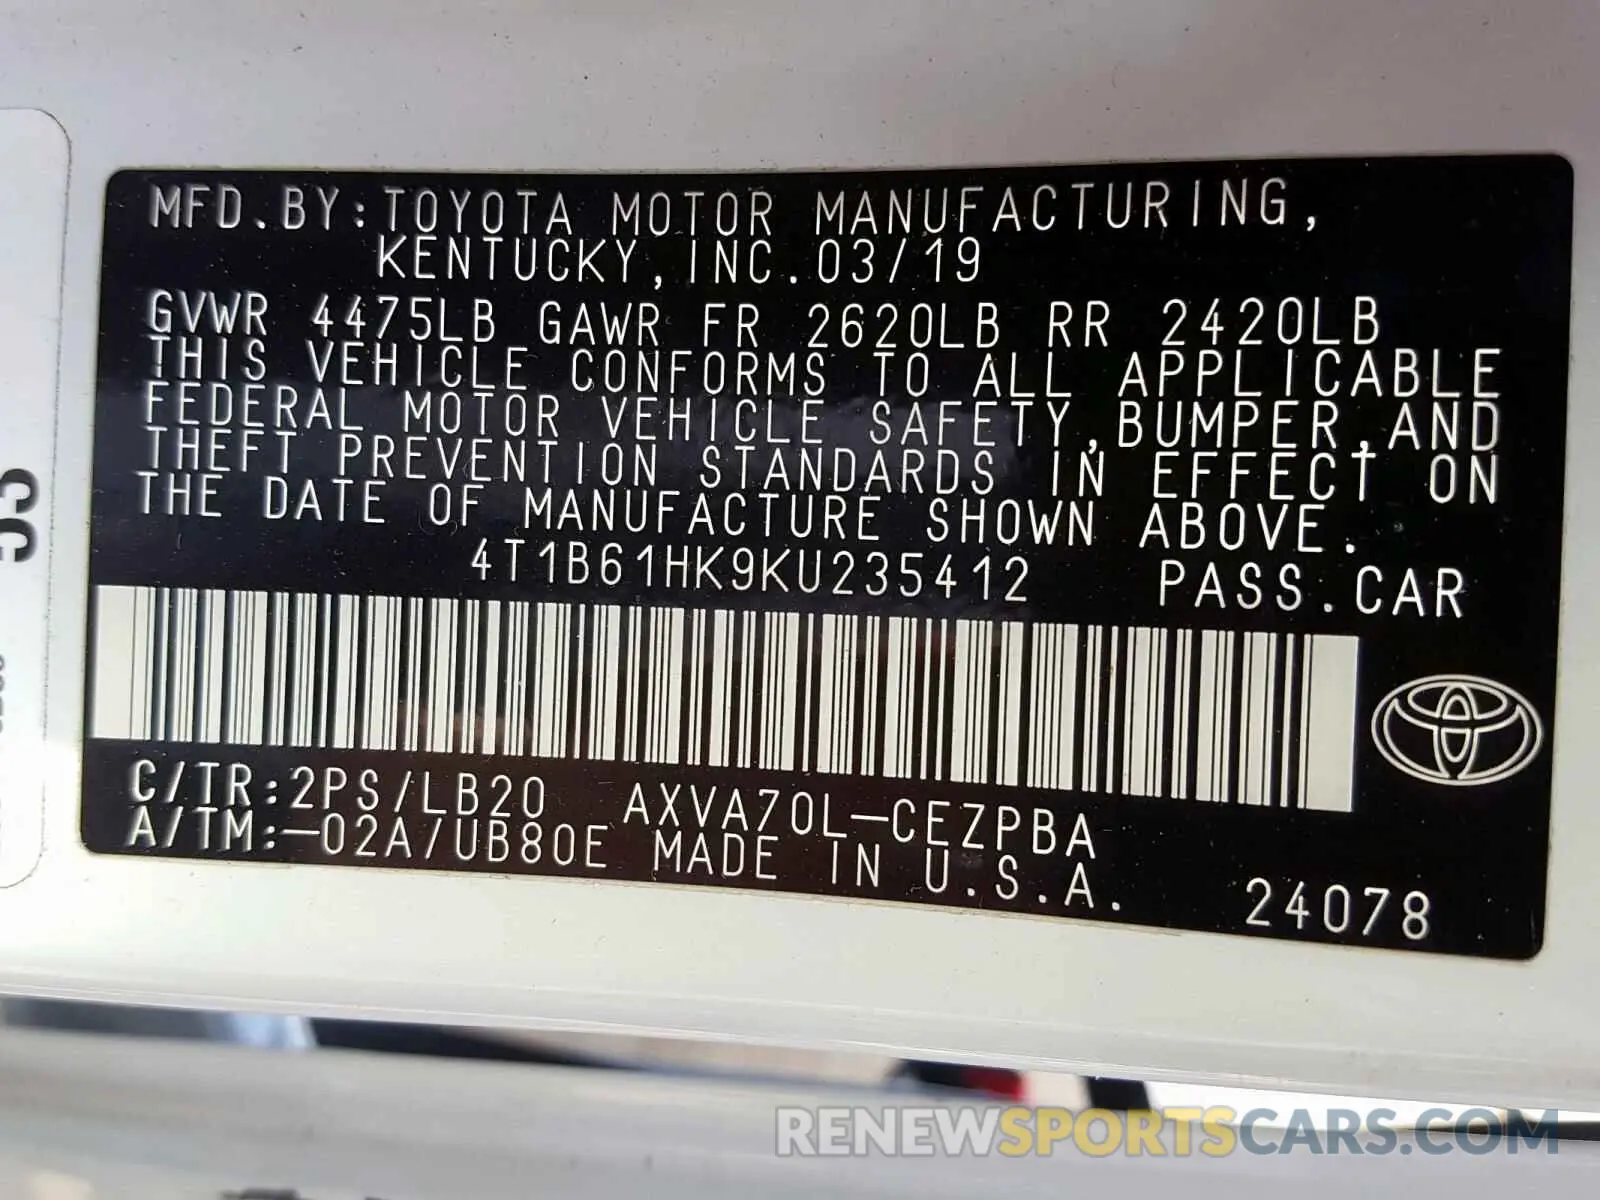 MFD.BY:TOYOTA MOTOR MANUFACTURING,
KENTUCKY,INC.03/19
GVWR 4475LB GAWR FR 2620LB RR 2420LB
THIS VEHICLE CONFORMS TO ALL APPLICABLE
FEDERAL MOTOR VEHICLE SAFETY,BUMPER,AND
THEFT PREVENTION STANDARDS IN EFFECT ON
THE DATE OF MANUFACTURE SHOWN ABOVE.
4T1B61HK9KU235412 PASS.CAR
C/TR:2PS/LB20 AXVA70L-CEZPBA
A/TM:-02A/UB80E MADE IN U.S.A. 24078
RENEWSPORTSCARS.COM